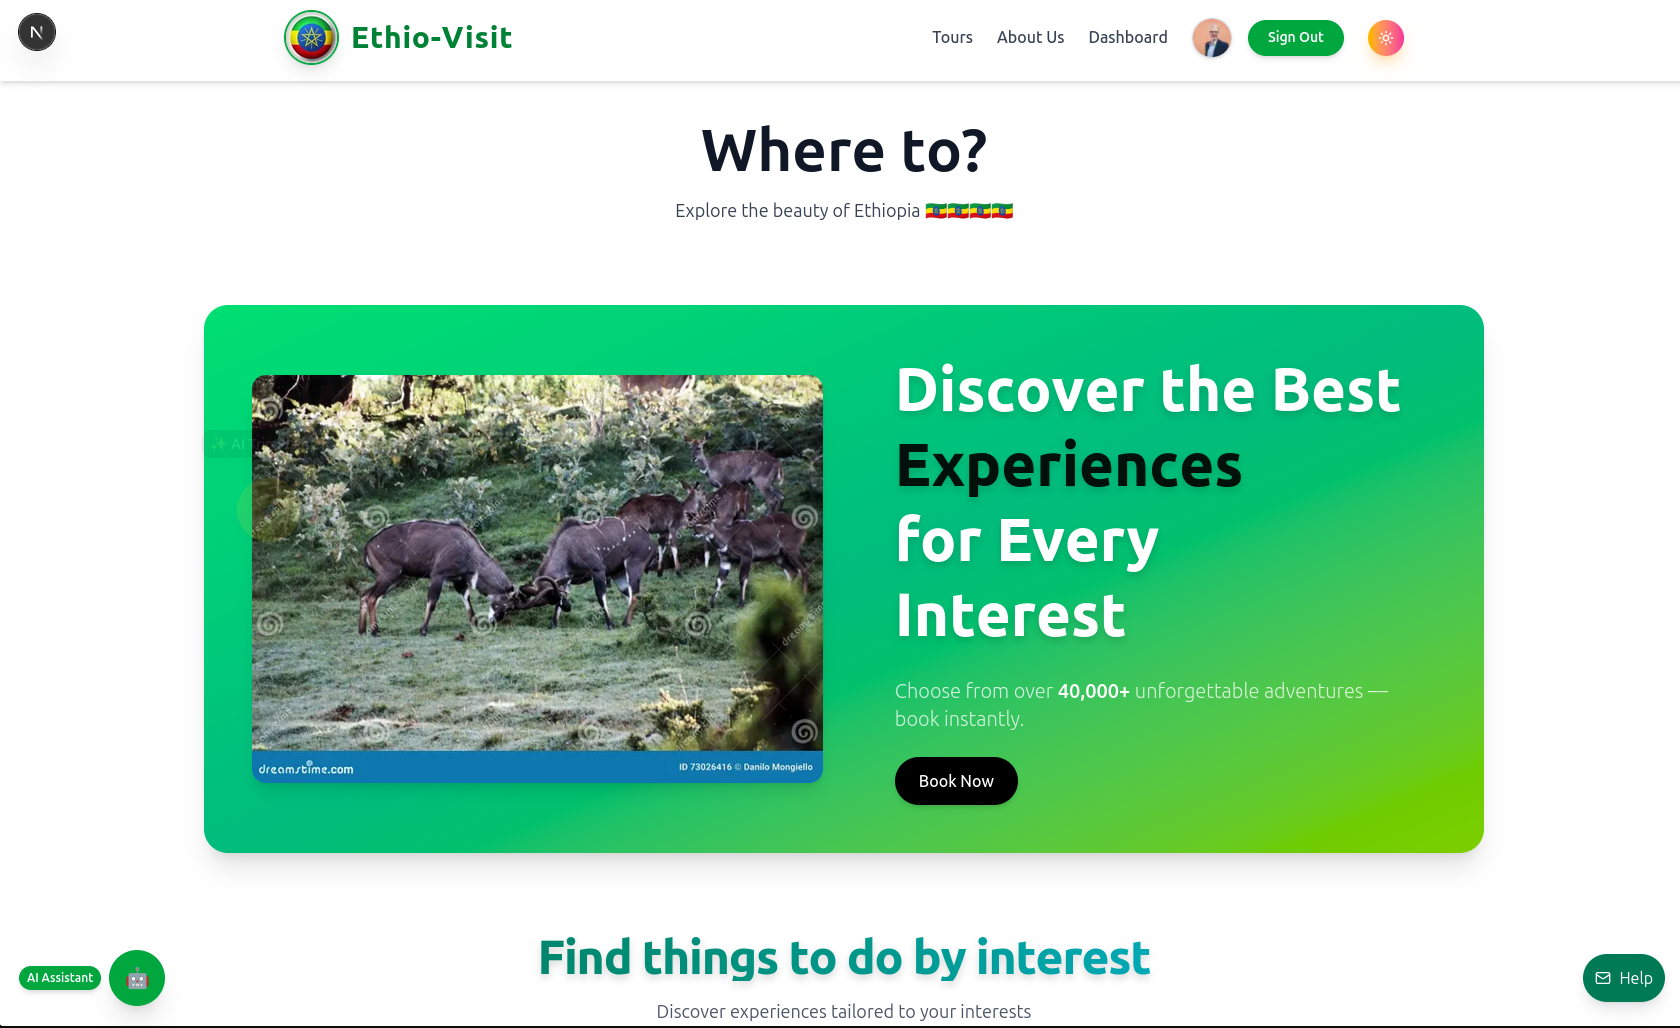 N
Ethio-Visit
Tours
About Us
Dashboard
Sign Out
Where to?
Explore the beauty of Ethiopia
✨ AI T
dreamstime.com
ID 73026416 © Danilo Mongiello
Discover the Best
Experiences
for Every
Interest
Choose from over 40,000+ unforgettable adventures —
book instantly.
Book Now
Find things to do by interest
Discover experiences tailored to your interests
AI Assistant
Help